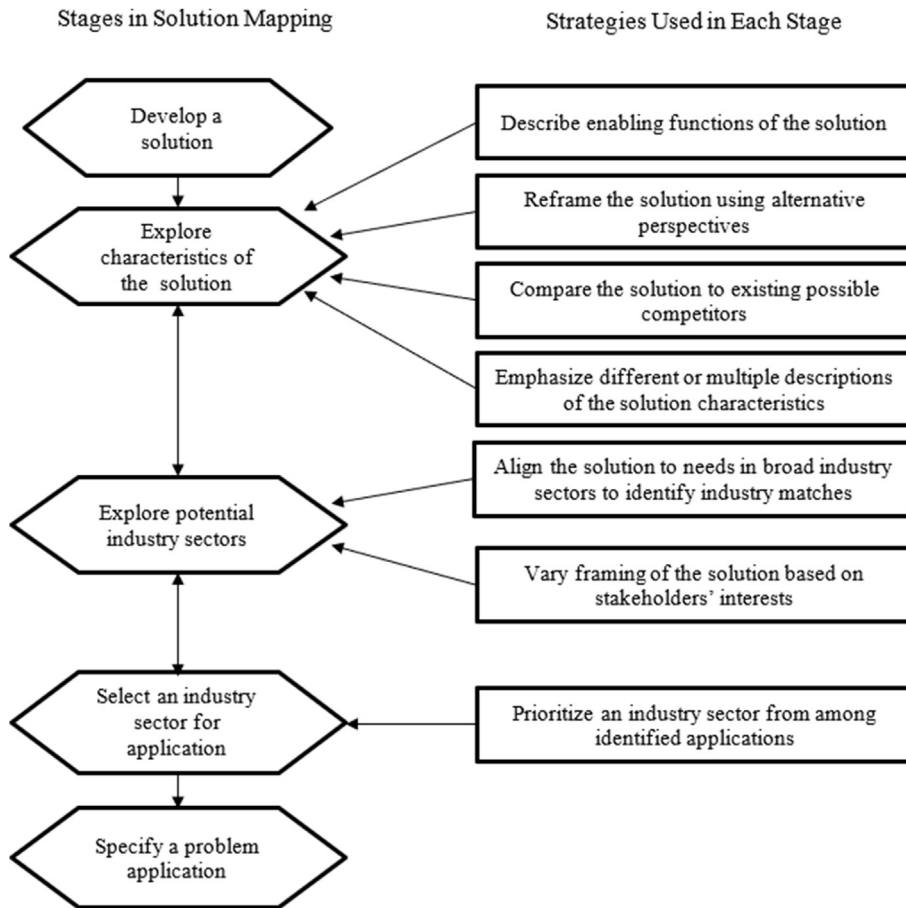 Stages in Solution Mapping
Strategies Used in Each Stage
Develop a
solution
Describe enabling functions of the solution
Explore
characteristics of
the solution
Reframe the solution using alternative
perspectives
Compare the solution to existing possible
competitors
Emphasize different or multiple descriptions
of the solution characteristics
Explore potential
industry sectors
Align the solution to needs in broad industry
sectors to identify industry matches
Vary framing of the solution based on
stakeholders’ interests
Select an industry
sector for
application
Prioritize an industry sector from among
identified applications
Specify a problem
application